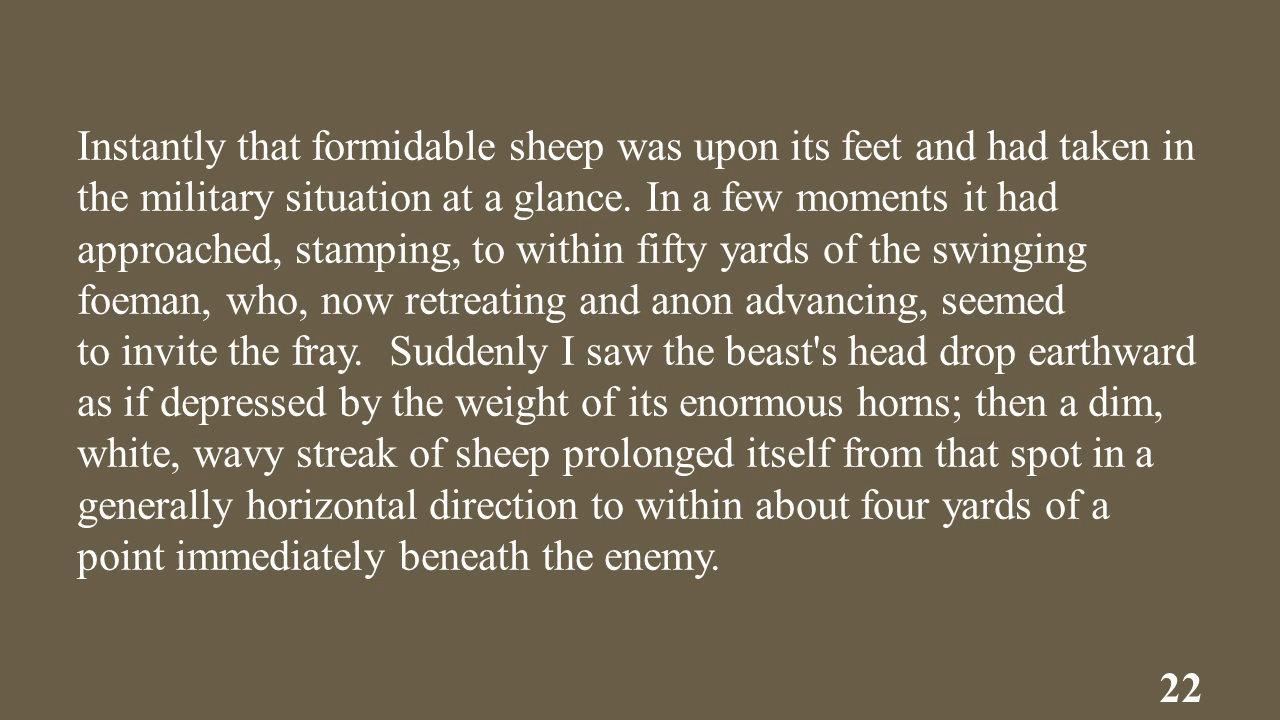 Instantly that formidable sheep was upon its feet and had taken in
the military situation at a glance. In a few moments it had
approached, stamping, to within fifty yards of the swinging
foeman, who, now retreating and anon advancing, seemed
to invite the fray.  Suddenly I saw the beast's head drop earthward
as if depressed by the weight of its enormous horns; then a dim,
white, wavy streak of sheep prolonged itself from that spot in a
generally horizontal direction to within about four yards of a
point immediately beneath the enemy.
22